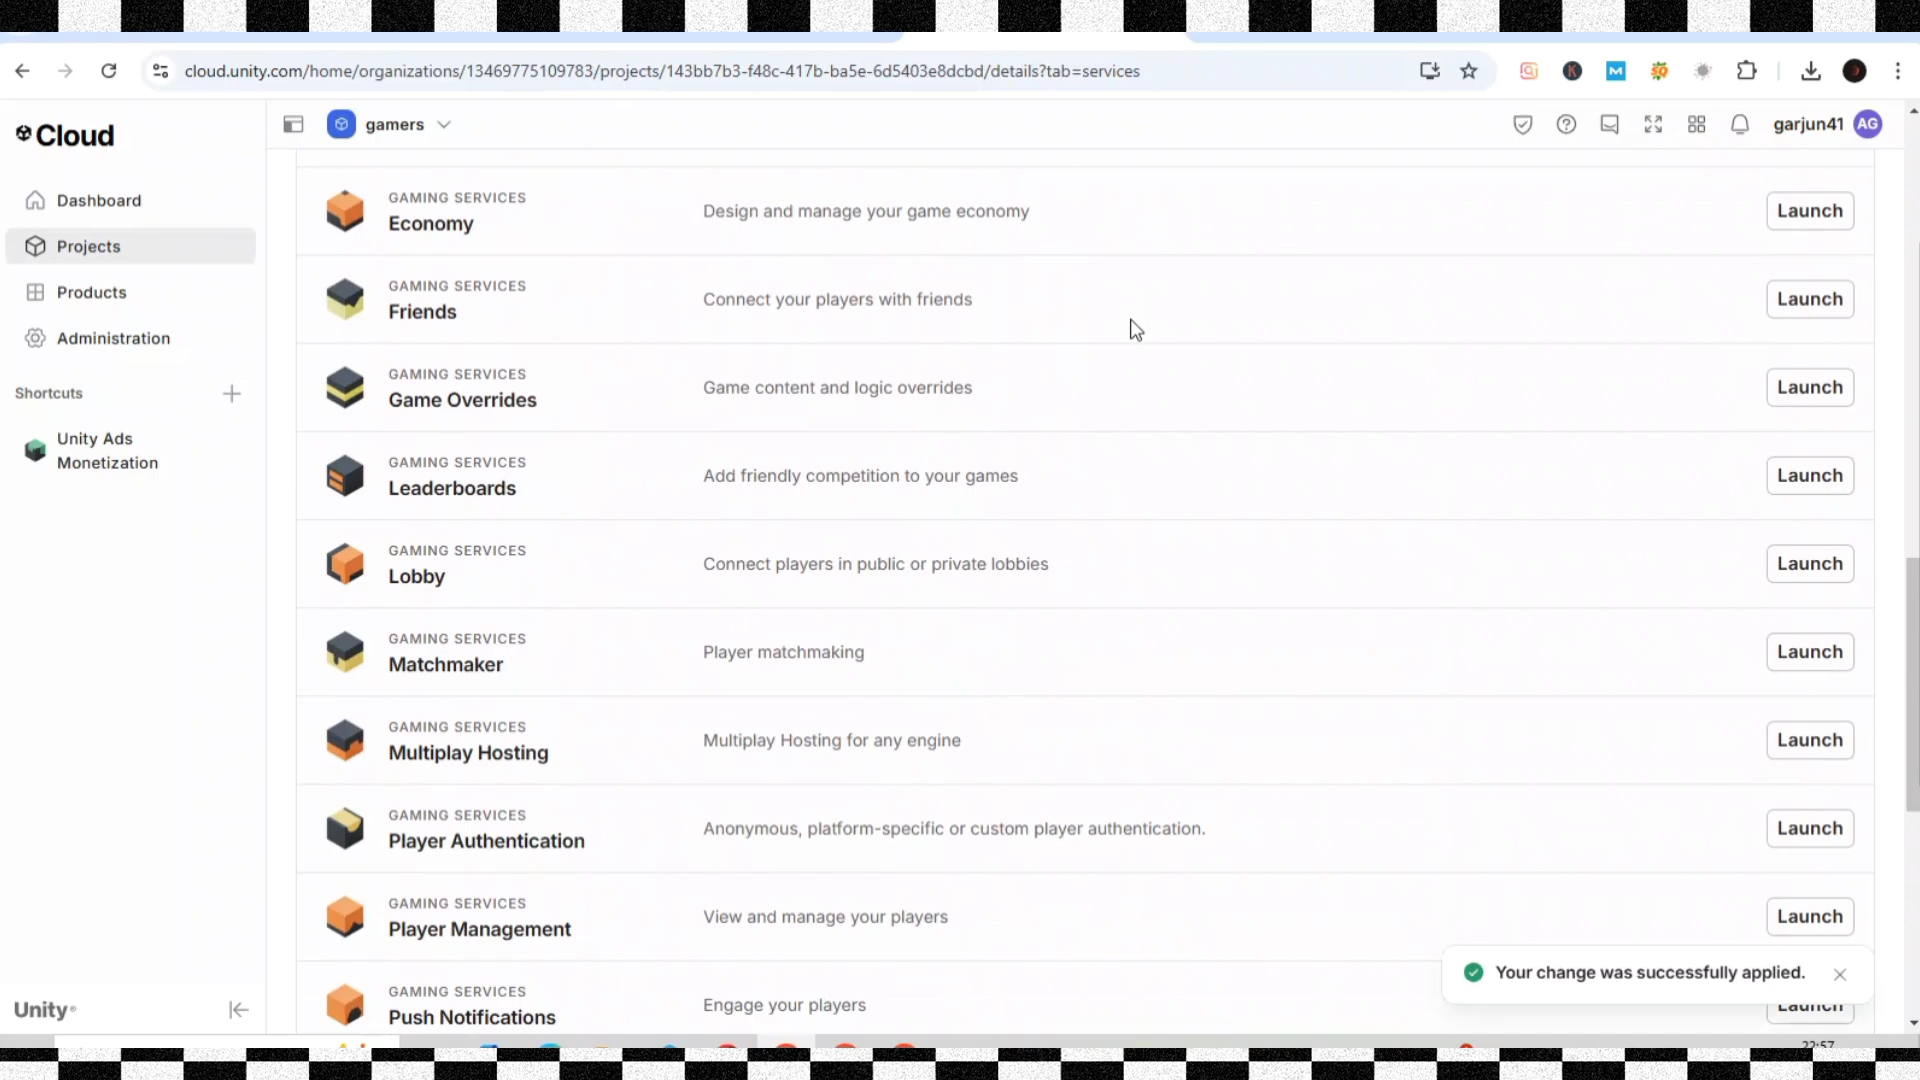 cloud.unity.com/home/organizations/13469775109783/projects/143bb7b3-f48c-417b-ba5e-6d5403e8dcbd/details?tab=services
Cloud
gamers
garjun41 AG
Dashboard
Projects
Products
Administration
Shortcuts
Unity Ads
Monetization
GAMING SERVICES
Economy
Design and manage your game economy
Launch
GAMING SERVICES
Friends
Connect your players with friends
Launch
GAMING SERVICES
Game Overrides
Game content and logic overrides
Launch
GAMING SERVICES
Leaderboards
Add friendly competition to your games
Launch
GAMING SERVICES
Lobby
Connect players in public or private lobbies
Launch
GAMING SERVICES
Matchmaker
Player matchmaking
Launch
GAMING SERVICES
Multiplay Hosting
Multiplay Hosting for any engine
Launch
GAMING SERVICES
Player Authentication
Anonymous, platform-specific or custom player authentication.
Launch
GAMING SERVICES
Player Management
View and manage your players
Launch
GAMING SERVICES
Push Notifications
Engage your players
Launch
Your change was successfully applied.
Unity®
22:57